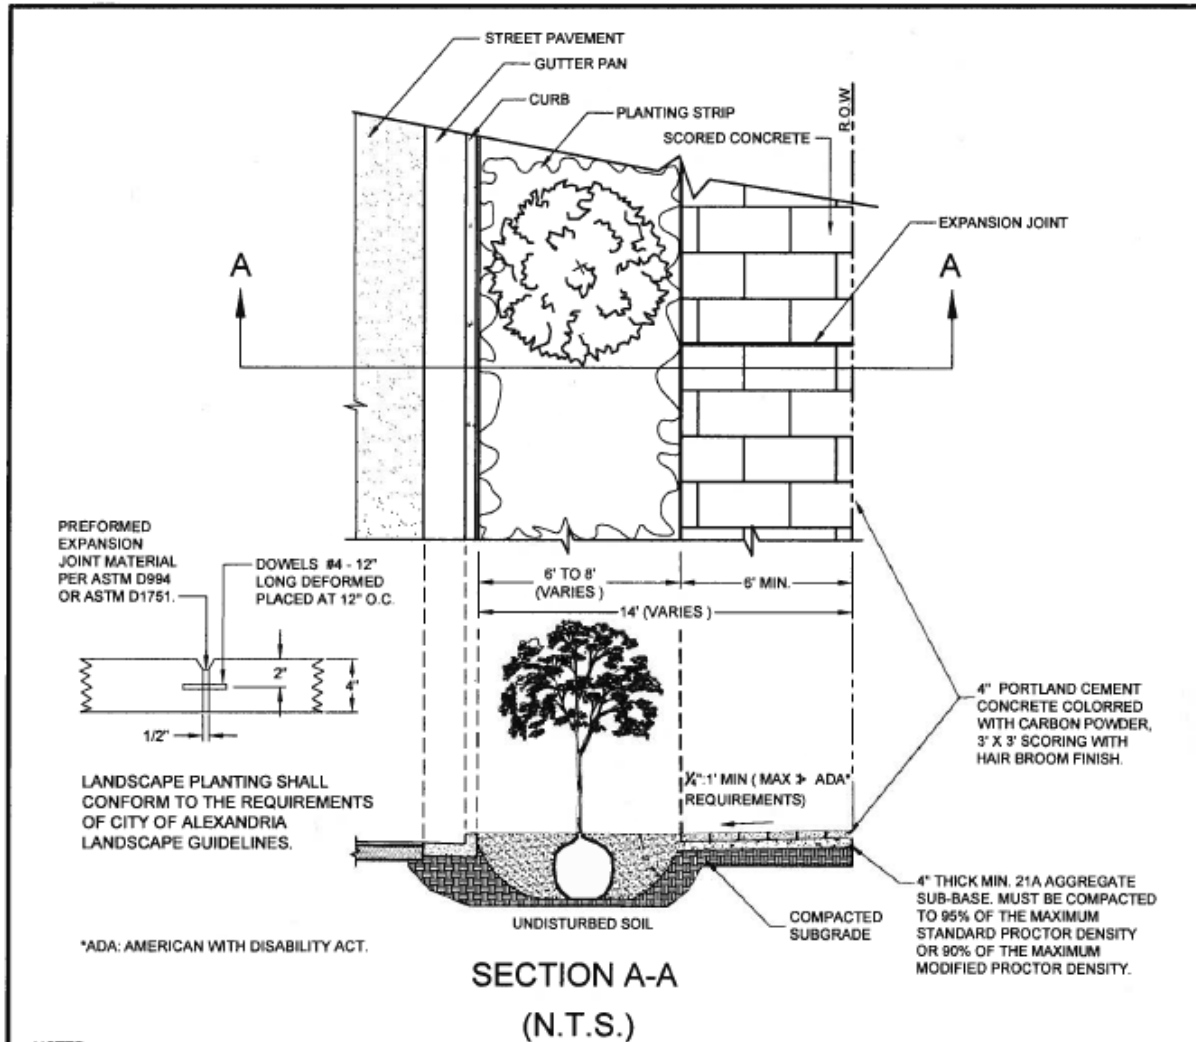 STREET PAVEMENT
GUTTER PAN
CURB
PLANTING STRIP
SCORED CONCRETE
R.O.W
EXPANSION JOINT
A
A
PREFORMED
EXPANSION
JOINT MATERIAL
PER ASTM D994
OR ASTM D1751.
DOWELS #4 - 12"
LONG DEFORMED
PLACED AT 12" O.C.
6' TO 8'
(VARIES )
6' MIN.
14' (VARIES )
2"
4"
1/2"
4" PORTLAND CEMENT
CONCRETE COLORRED
WITH CARBON POWDER,
3' X 3' SCORING WITH
HAIR BROOM FINISH.
LANDSCAPE PLANTING SHALL
CONFORM TO THE REQUIREMENTS
OF CITY OF ALEXANDRIA
LANDSCAPE GUIDELINES.
1' MIN ( MAX ADA*
REQUIREMENTS)
4" THICK MIN. 21A AGGREGATE
SUB-BASE. MUST BE COMPACTED
TO 95% OF THE MAXIMUM
STANDARD PROCTOR DENSITY
OR 90% OF THE MAXIMUM
MODIFIED PROCTOR DENSITY.
COMPACTED
SUBGRADE
UNDISTURBED SOIL
*ADA: AMERICAN WITH DISABILITY ACT.
SECTION A-A
(N.T.S.)